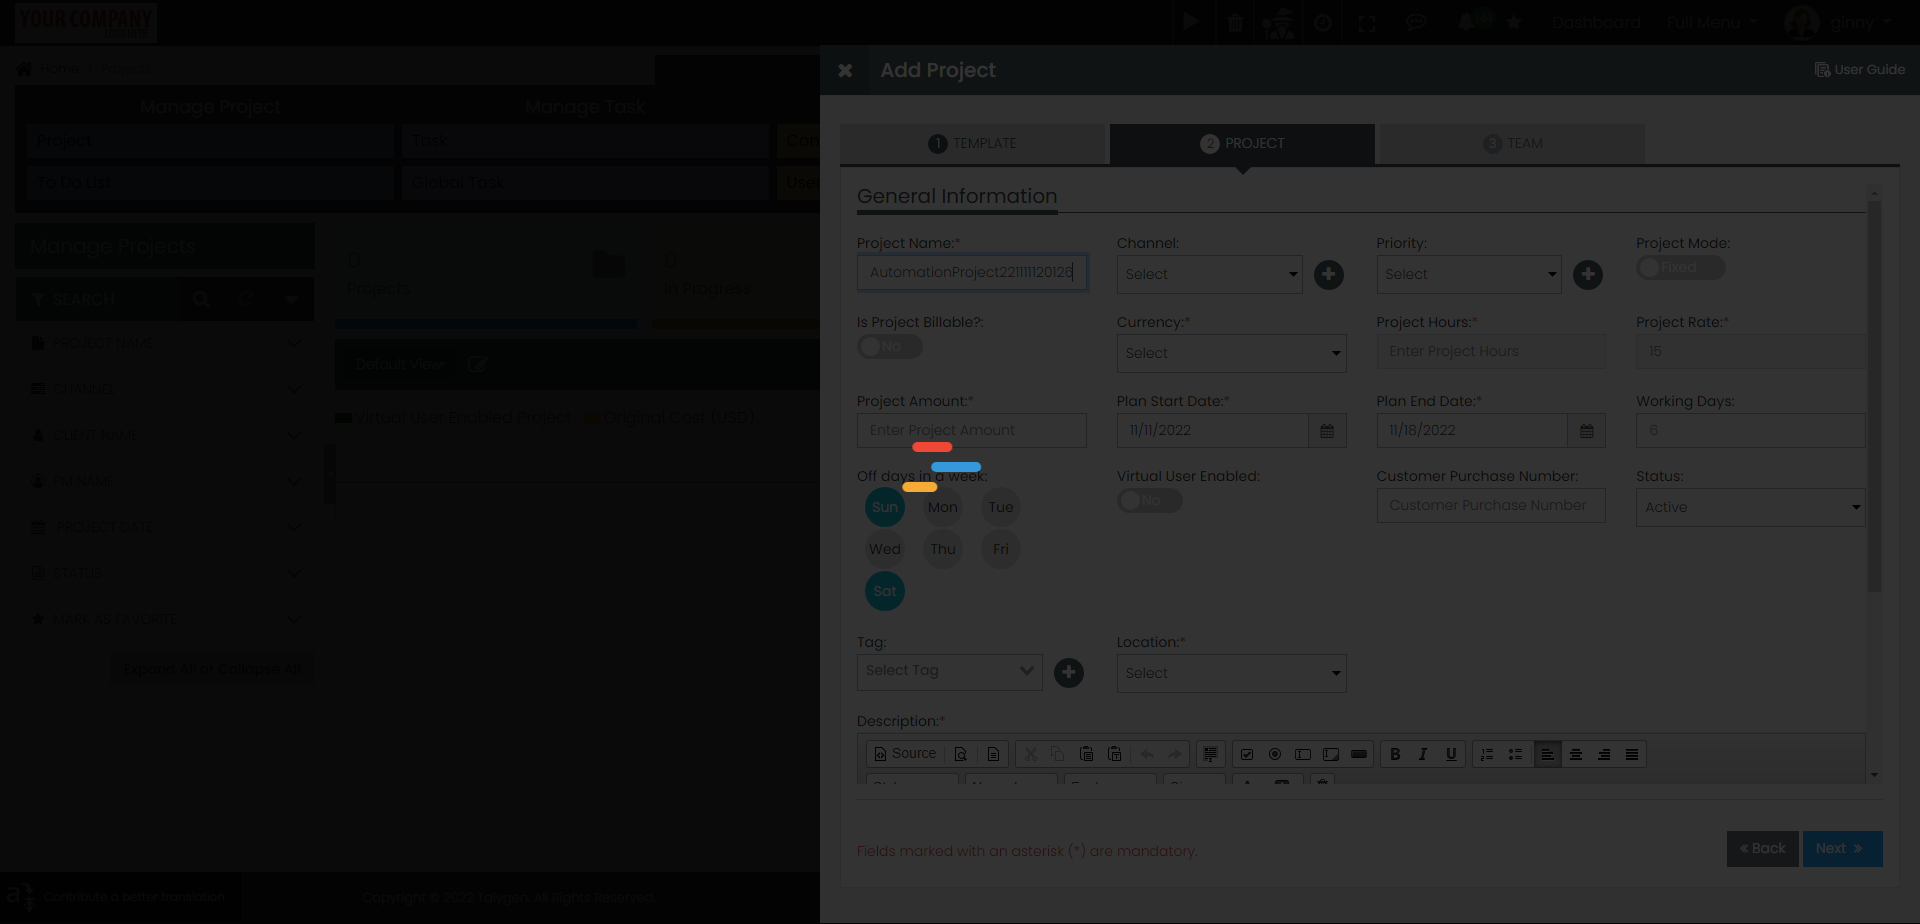 YOUR COMPANY
Dashboard
Full Menu
ginny
Home
Projects
Add Project
User Guide
Manage Project
Manage Task
Project
Task
To Do List
Global Task
User
1 TEMPLATE
2 PROJECT
3 TEAM
General Information
Manage Projects
SEARCH
0
Projects
0
In Progress
PROJECT NAME
CHANNEL
CLIENT NAME
PM NAME
PROJECT DATE
STATUS
MARK AS FAVORITE
Expand All or Collapse All
Default View
Virtual User Enabled Project
Original Cost (USD)
Project Name:*
Channel:
Priority:
Project Mode:
AutomationProject221111120126
Select
Select
Fixed
Is Project Billable?:
Currency:*
Project Hours:*
Project Rate:*
No
Select
Enter Project Hours
15
Project Amount:*
Plan Start Date:*
Plan End Date:*
Working Days:
Enter Project Amount
11/11/2022
11/18/2022
6
Off days in a week:
Virtual User Enabled:
Customer Purchase Number:
Status:
Sun Mon Tue
No
Customer Purchase Number
Active
Wed Thu Fri
Sat
Tag:
Location:*
Select Tag
Select
Description:*
Source
B I U
Fields marked with an asterisk (*) are mandatory.
« Back
Next »
Contribute a better translation
Copyright © 2022 Talygen. All Rights Reserved.